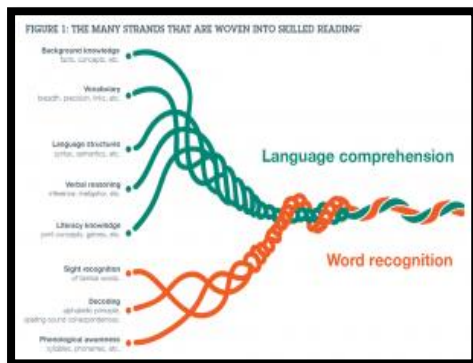 FIGURE 1: THE MANY STRANDS THAT ARE WOVEN INTO SKILLED READING
Background knowledge
facts, concepts, etc.
Vocabulary
breadth, precision, links, etc.
Language structures
syntax, semantics, etc.
Verbal reasoning
inference, metaphor, etc.
Literacy knowledge
print concepts, genres, etc.
Language comprehension
Sight recognition
of familiar words
Decoding
alphabetic principle,
spelling-sound correspondences
Phonological awareness
syllables, phonemes, etc.
Word recognition